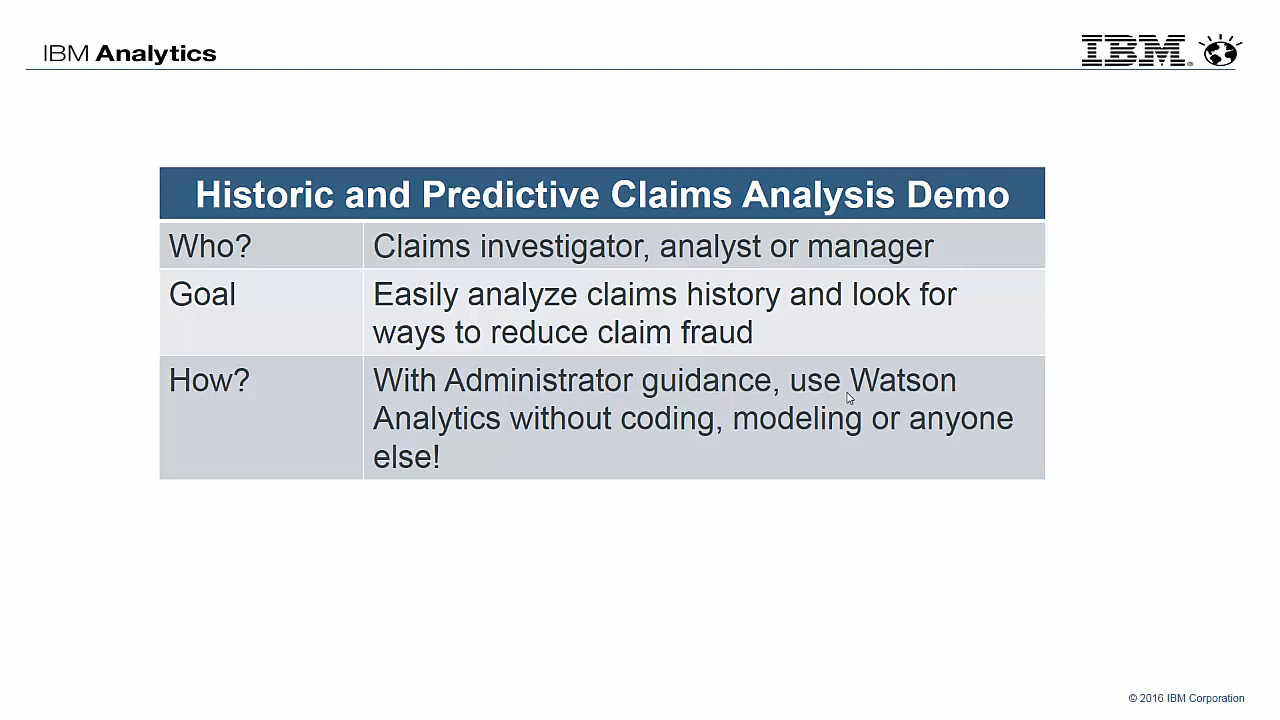 IBM Analytics
IBM
Historic and Predictive Claims Analysis Demo
Who?
Claims investigator, analyst or manager
Goal
Easily analyze claims history and look for
ways to reduce claim fraud
How?
With Administrator guidance, use Watson
Analytics without coding, modeling or anyone
else!
© 2016 IBM Corporation